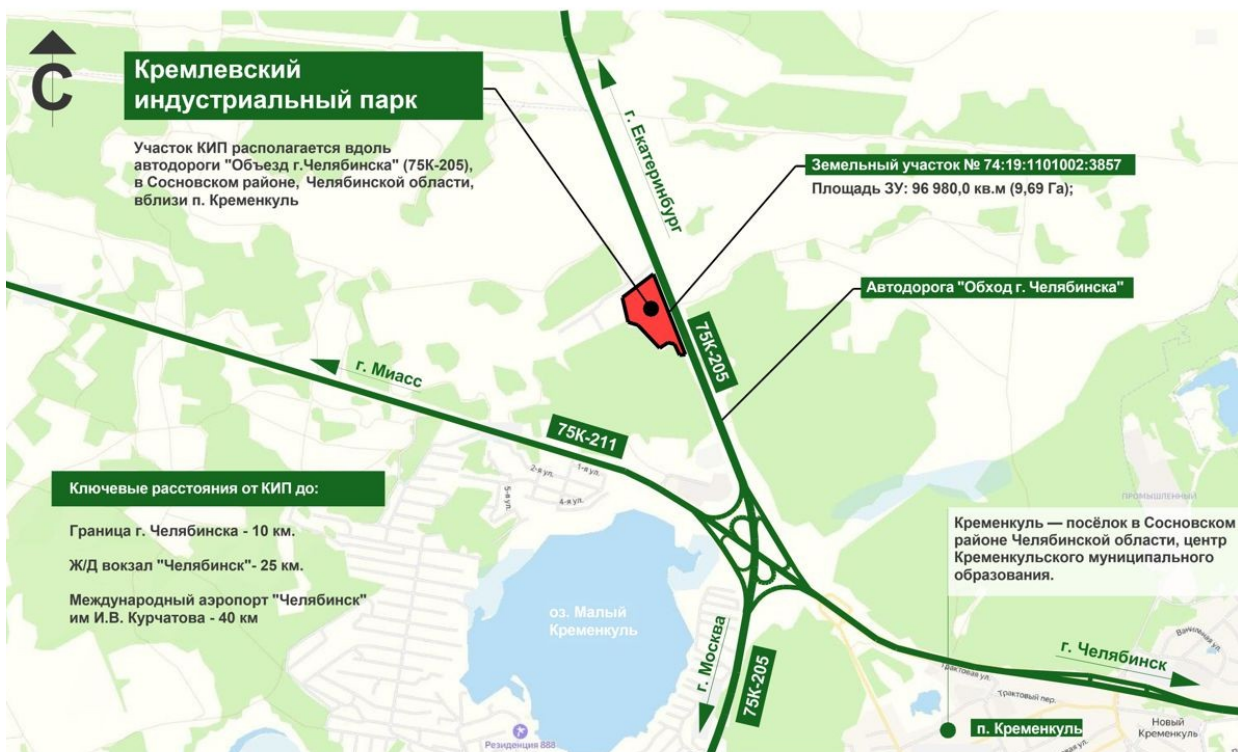 С
Кремлевский
индустриальный парк
Участок КИП располагается вдоль
автодороги "Объезд г.Челябинска" (75К-205),
в Сосновском районе, Челябинской области,
вблизи п. Кременкуль
г. Екатеринбург
Земельный участок № 74:19:1101002:3857
Площадь ЗУ: 96 980,0 кв.м (9,69 Га);
Автодорога "Обход г. Челябинска"
75К-205
г. Миасс
75К-211
2-я ул.
1-я ул.
5-я ул.
4-я ул.
Ключевые расстояния от КИП до:
Граница г. Челябинска - 10 км.
Ж/Д вокзал "Челябинск"- 25 км.
Международный аэропорт "Челябинск"
им И.В. Курчатова - 40 км
ПРОМЫШЛЕННЫЙ
Кременкуль — посёлок в Сосновском
районе Челябинской области, центр
Кременкульского муниципального
образования.
оз. Малый
Кременкуль
г. Москва
75К-205
г. Челябинск
Ванильная ул.
Трактовая ул.
Трактовый пер.
п. Кременкуль
Новый
Кременкуль
Резиденция 888